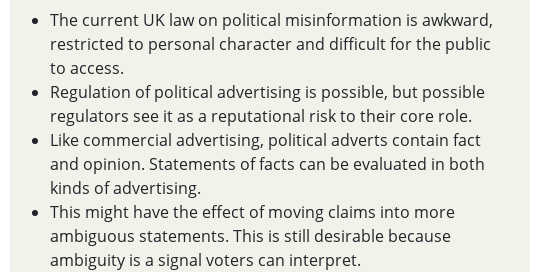 • The current UK law on political misinformation is awkward,
restricted to personal character and difficult for the public
to access.
• Regulation of political advertising is possible, but possible
regulators see it as a reputational risk to their core role.
• Like commercial advertising, political adverts contain fact
and opinion. Statements of facts can be evaluated in both
kinds of advertising.
• This might have the effect of moving claims into more
ambiguous statements. This is still desirable because
ambiguity is a signal voters can interpret.